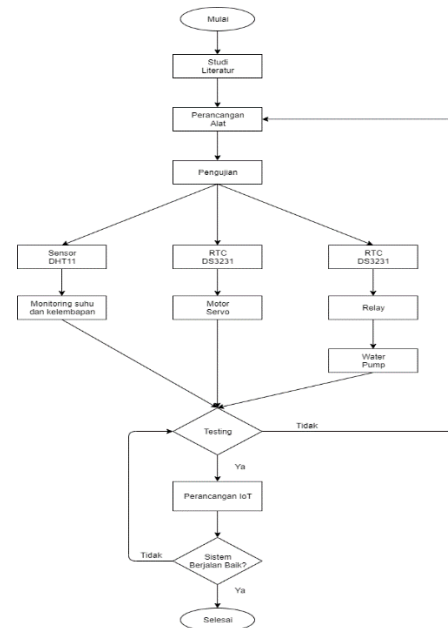 Mulai
Studi
Literatur
Perancangan
Alat
Pengujian
Sensor
DHT11
RTC
DS3231
RTC
DS3231
Monitoring suhu
dan kelembapan
Motor
Servo
Relay
Water
Pump
Testing
Tidak
Ya
Perancangan IoT
Tidak
Sistem
Berjalan Baik?
Ya
Selesai